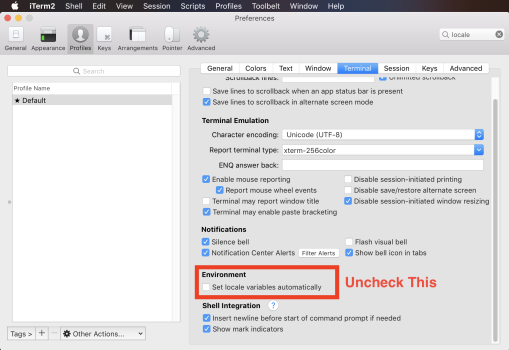 iTerm2 Shell Edit View Session Scripts Profiles Toolbelt Window Help
Preferences
General Appearance Profiles Keys Arrangements Pointer Advanced
locale
Search
General Colors Text Window Terminal Session Keys Advanced
Profile Name
★ Default
Scrollback lines:
Unlimited scrollback
Save lines to scrollback when an app status bar is present
Save lines to scrollback in alternate screen mode
Terminal Emulation
Character encoding: Unicode (UTF-8)
Report terminal type: xterm-256color
ENQ answer back:
Enable mouse reporting
Disable session-initiated printing
Report mouse wheel events
Disable save/restore alternate screen
Terminal may report window title
Disable session-initiated window resizing
Terminal may enable paste bracketing
Notifications
Silence bell
Flash visual bell
Notification Center Alerts Filter Alerts
Show bell icon in tabs
Environment
Set locale variables automatically
Uncheck This
Shell Integration ?
Insert newline before start of command prompt if needed
Show mark indicators
Tags > + − Other Actions...